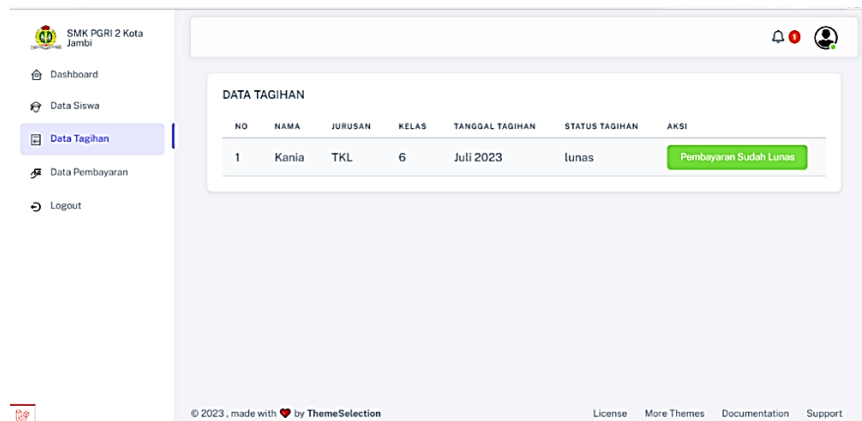 SMK PGRI 2 Kota
Jambi
1
Dashboard
Data Siswa
Data Tagihan
Data Pembayaran
Logout
DATA TAGIHAN
NO NAMA JURUSAN KELAS TANGGAL TAGIHAN STATUS TAGIHAN AKSI
1 Kania TKL 6 Juli 2023 lunas Pembayaran Sudah Lunas
© 2023 , made with ❤ by ThemeSelection License More Themes Documentation Support